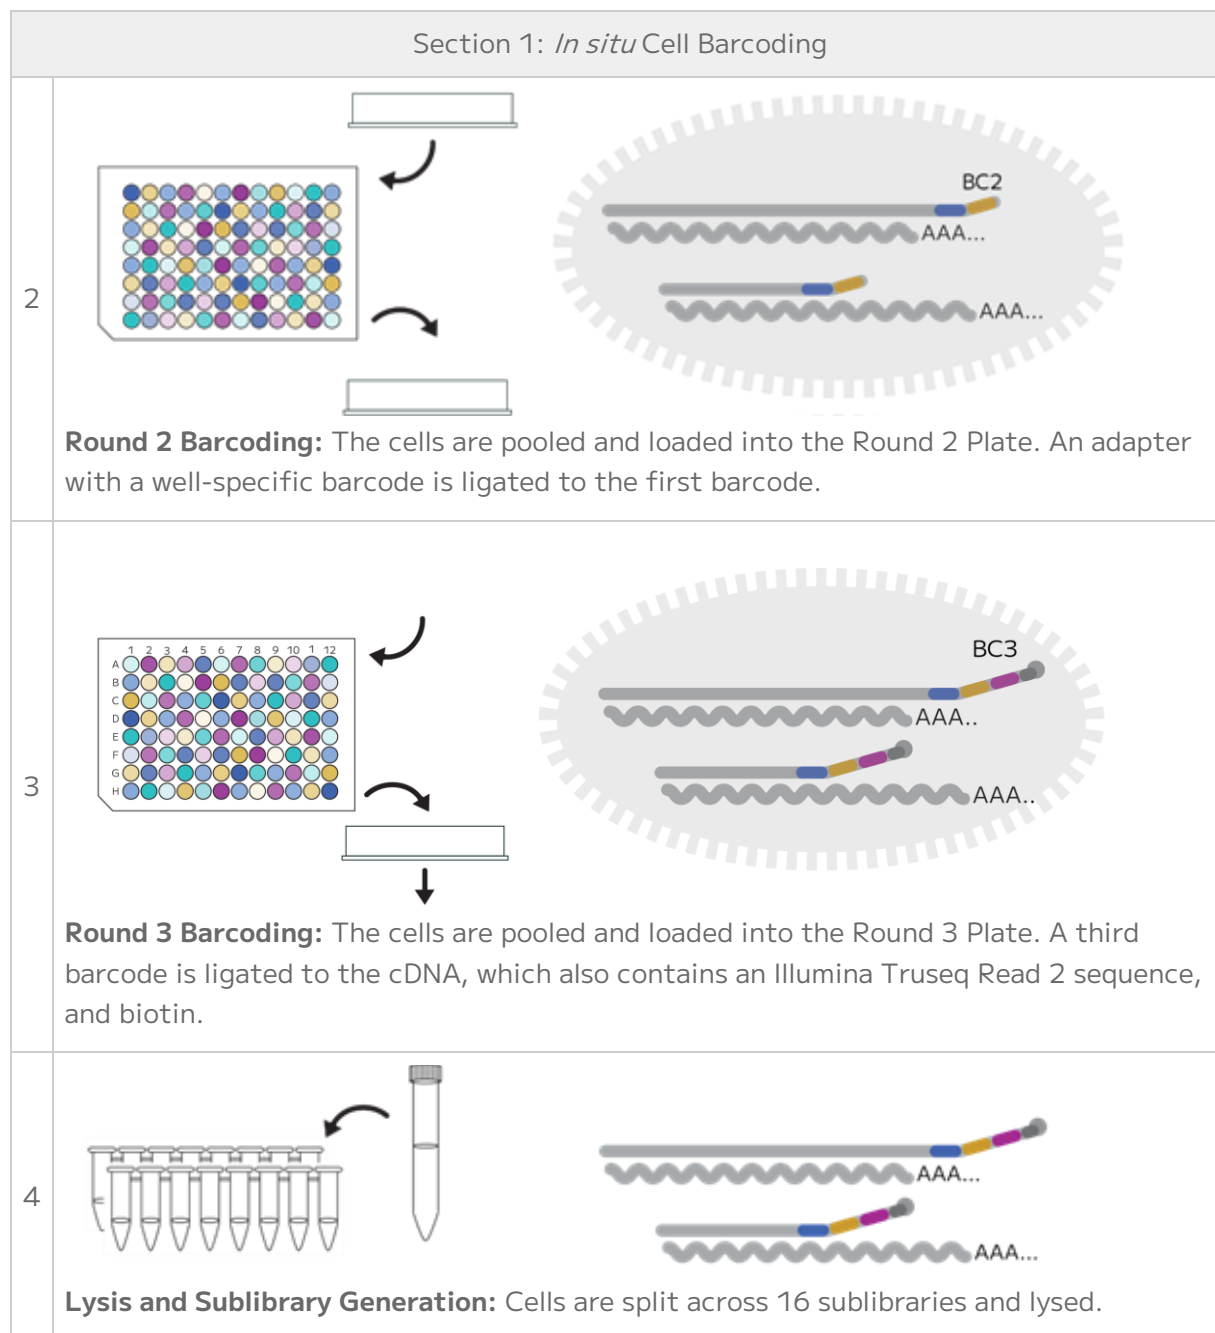 Section 1: In situ Cell Barcoding
2
BC2
AAA...
AAA...
Round 2 Barcoding: The cells are pooled and loaded into the Round 2 Plate. An adapter
with a well-specific barcode is ligated to the first barcode.
3
1 2 3 4 5 6 7 8 9 10 1 12
A
B
C
D
E
F
G
H
BC3
AAA..
AAA..
Round 3 Barcoding: The cells are pooled and loaded into the Round 3 Plate. A third
barcode is ligated to the cDNA, which also contains an Illumina Truseq Read 2 sequence,
and biotin.
4
AAA...
AAA...
Lysis and Sublibrary Generation: Cells are split across 16 sublibraries and lysed.